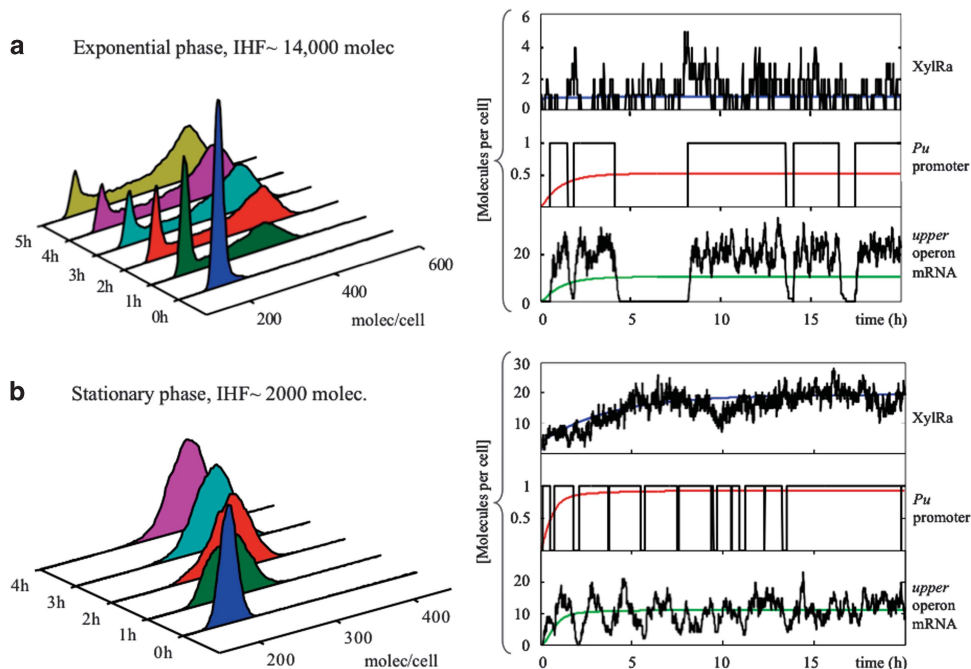 a
Exponential phase, IHF~ 14,000 molec
5h
4h
3h
2h
1h
0h
200
400
600
molec/cell
[Molecules per cell]
6
4
2
0
XylRa
1
0.5
Pu
promoter
20
0
upper
operon
mRNA
0
5
10
15
time (h)
b
Stationary phase, IHF~ 2000 molec.
4h
3h
2h
1h
0h
200
300
400
molec/cell
[Molecules per cell]
30
20
10
XylRa
1
0.5
Pu
promoter
20
10
0
upper
operon
mRNA
0
5
10
15
time (h)